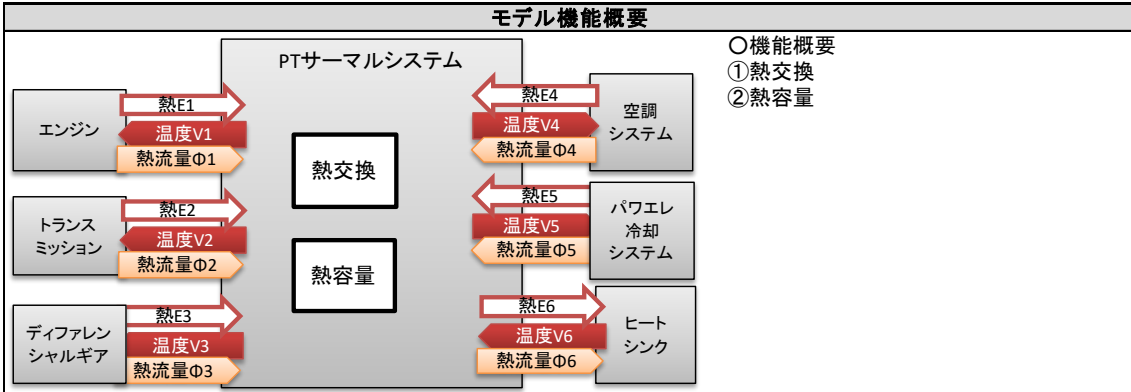 モデル機能概要
PTサーマルシステム
エンジン
熱E1
温度V1
熱流量Φ1
トランス
ミッション
熱E2
温度V2
熱流量Φ2
ディファレン
シャルギア
熱E3
温度V3
熱流量Φ3
熱交換
熱容量
熱E4
温度V4
熱流量Φ4
空調
システム
熱E5
温度V5
熱流量Φ5
パワエレ
冷却
システム
熱E6
温度V6
熱流量Φ6
ヒート
シンク
〇機能概要
①熱交換
②熱容量